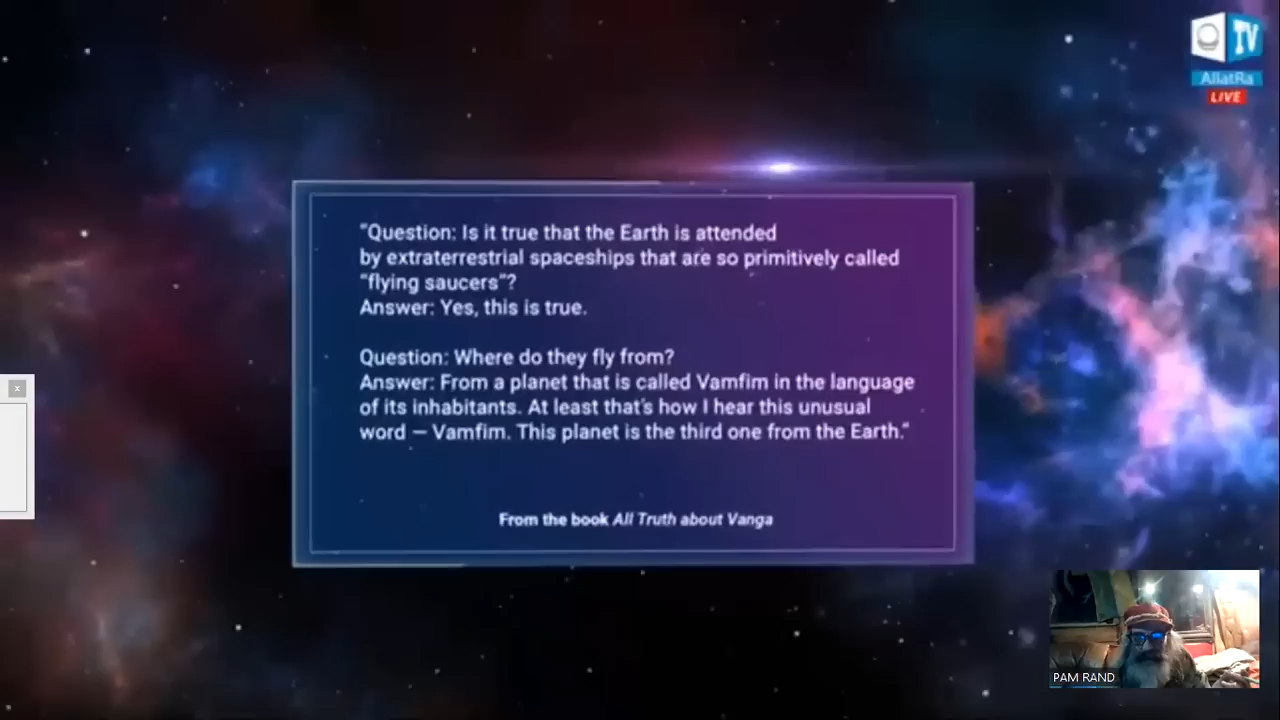 TV
AllatRa
LIVE
"Question: Is it true that the Earth is attended
by extraterrestrial spaceships that are so primitively called
"flying saucers"?
Answer: Yes, this is true.
Question: Where do they fly from?
Answer: From a planet that is called Vamfim in the language
of its inhabitants. At least that's how I hear this unusual
word — Vamfim. This planet is the third one from the Earth."
From the book All Truth about Vanga
x
PAM RAND